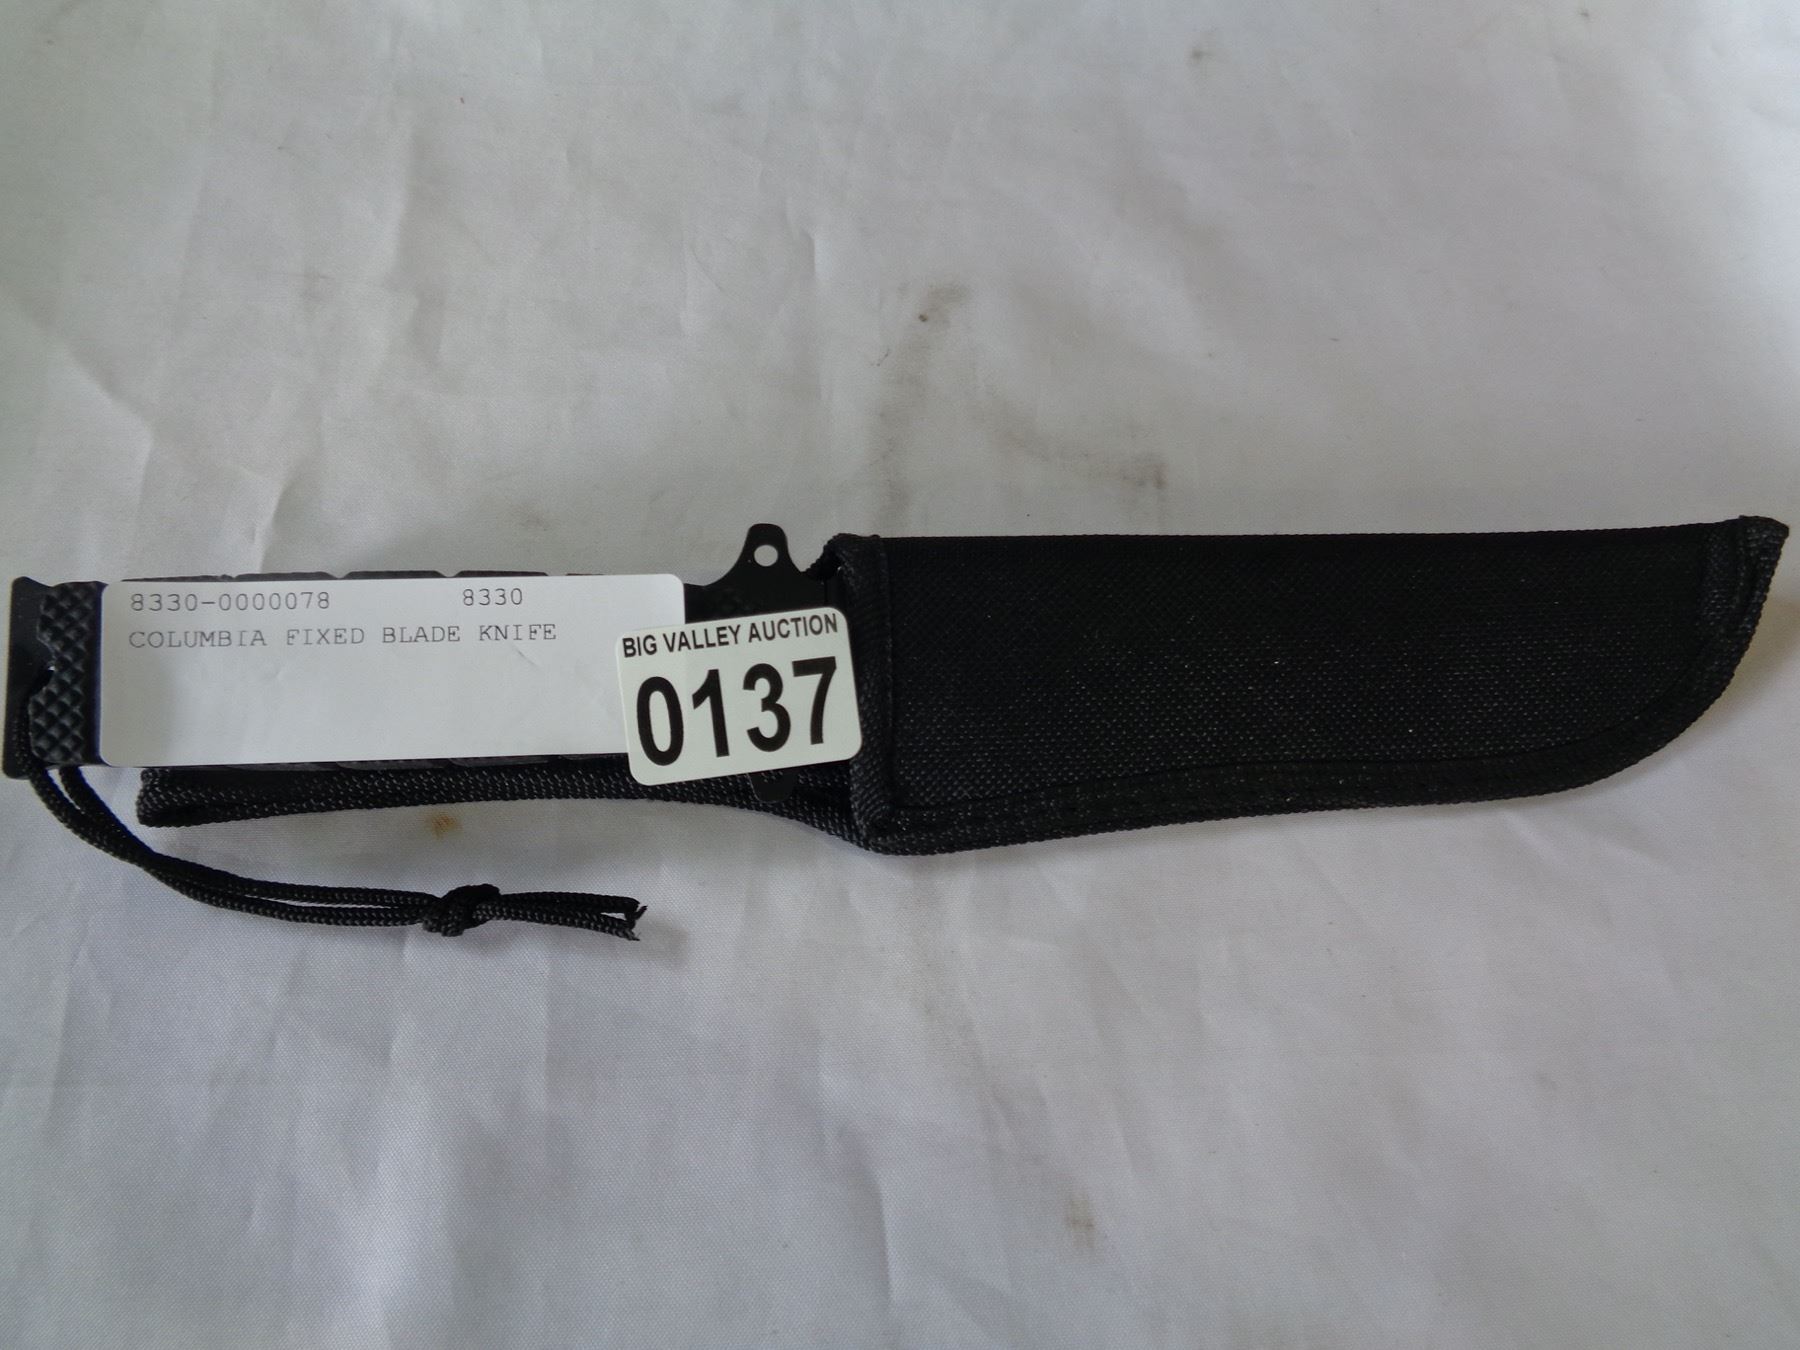 8330-0000078 8330
COLUMBIA FIXED BLADE KNIFE
BIG VALLEY AUCTION
0137